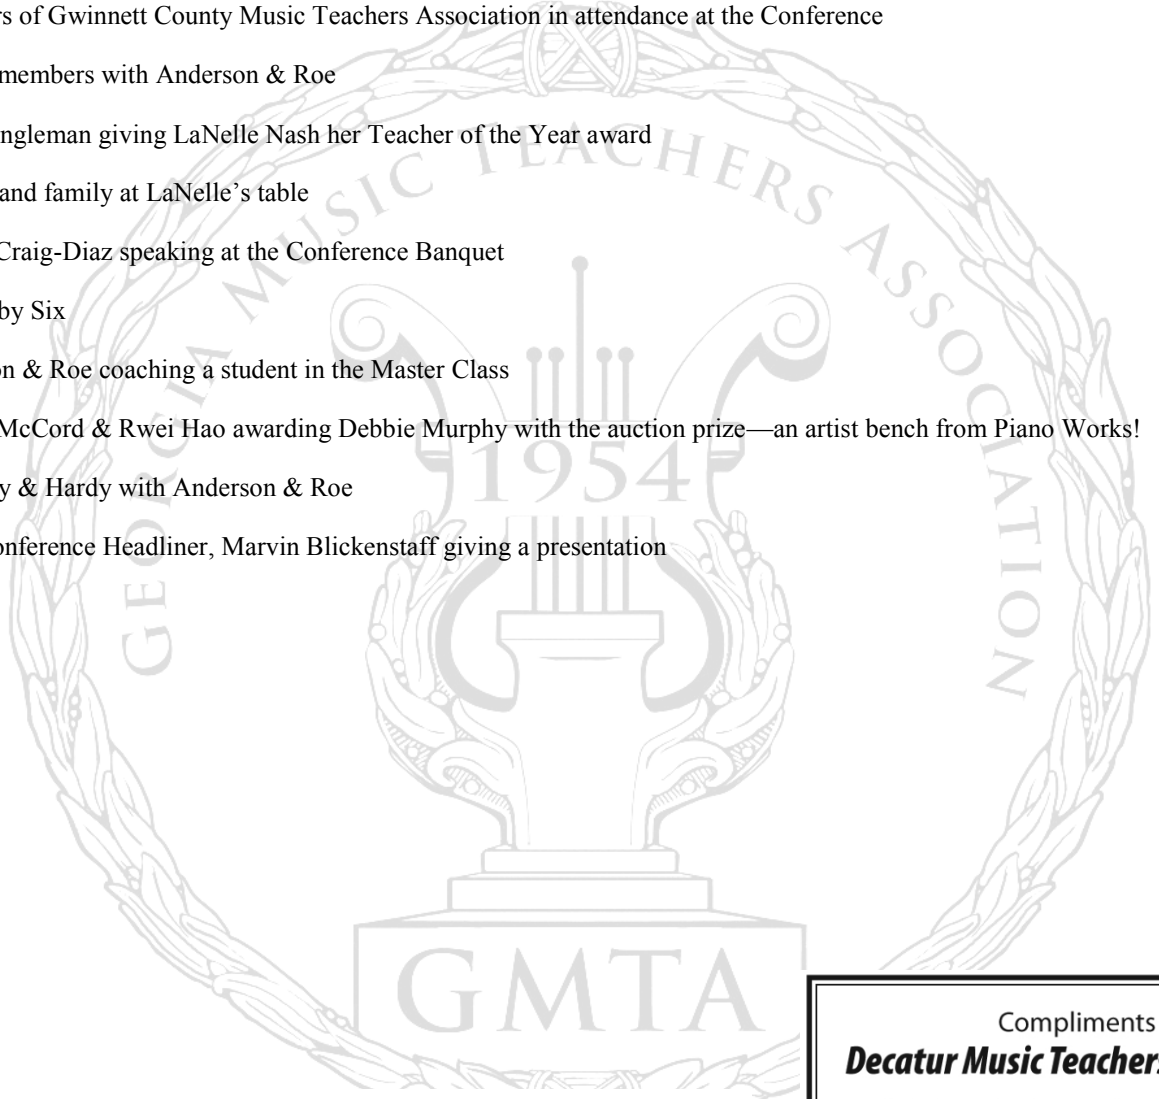 rs of Gwinnett County Music Teachers Association in attendance at the Conference
members with Anderson & Roe
ngleman giving LaNelle Nash her Teacher of the Year award
and family at LaNelle’s table
Craig-Diaz speaking at the Conference Banquet
by Six
on & Roe coaching a student in the Master Class
McCord & Rwei Hao awarding Debbie Murphy with the auction prize—an artist bench from Piano Works!
y & Hardy with Anderson & Roe
onference Headliner, Marvin Blickenstaff giving a presentation
GEORGIA MUSIC TEACHERS ASSOCIATION
1954
GMTA
Compliments
Decatur Music Teachers